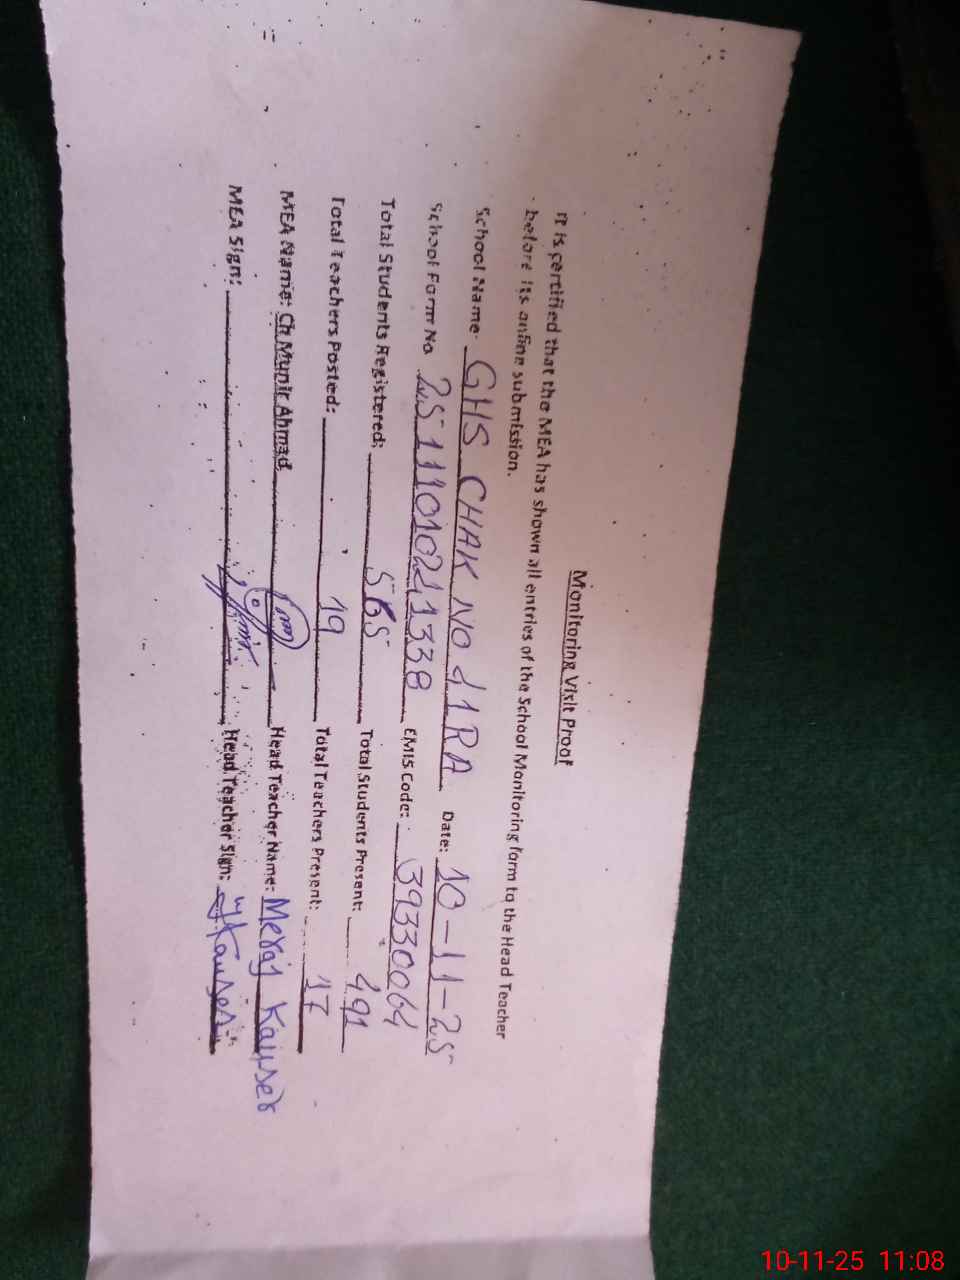 Monitoring Visit Proof
It is certified that the MEA has shown all entries of the School Monitoring form to the Head Teacher
before its online submission.
School Name: GHS CHAK NO 41RA Date: 10-11-25
School Form No 25111010211338 EMIS Code: 39330064
Total Students Registered: 565 Total Students Present: 491
Total Teachers Posted: 19 Total Teachers Present: 17
MEA Name: Ch Munir Ahmad Head Teacher Name: Meraj Kauser
MEA Sign: Head Teacher Sign: MKauser
10-11-25 11:08